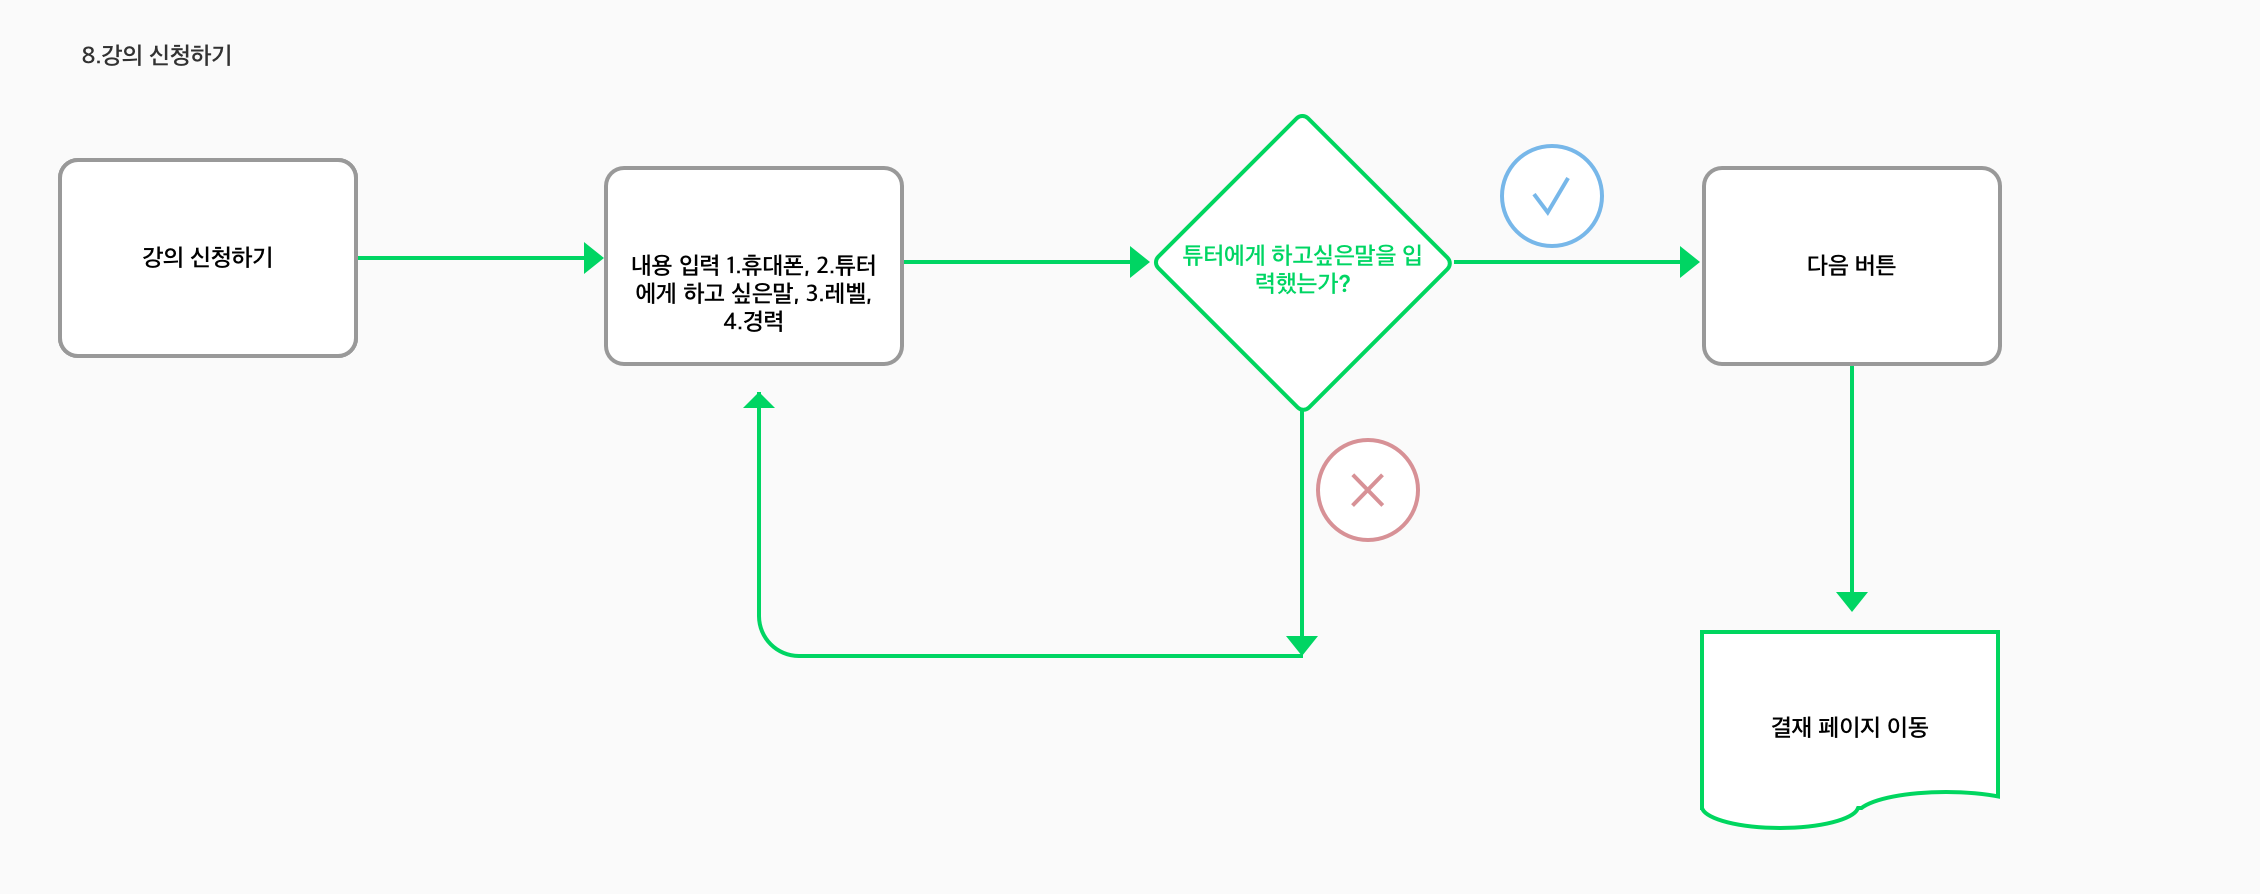 8.강의 신청하기
강의 신청하기
내용 입력 1.휴대폰, 2.튜터
에게 하고 싶은말, 3.레벨,
4.경력
튜터에게 하고싶은말을 입
력했는가?
다음 버튼
결재 페이지 이동